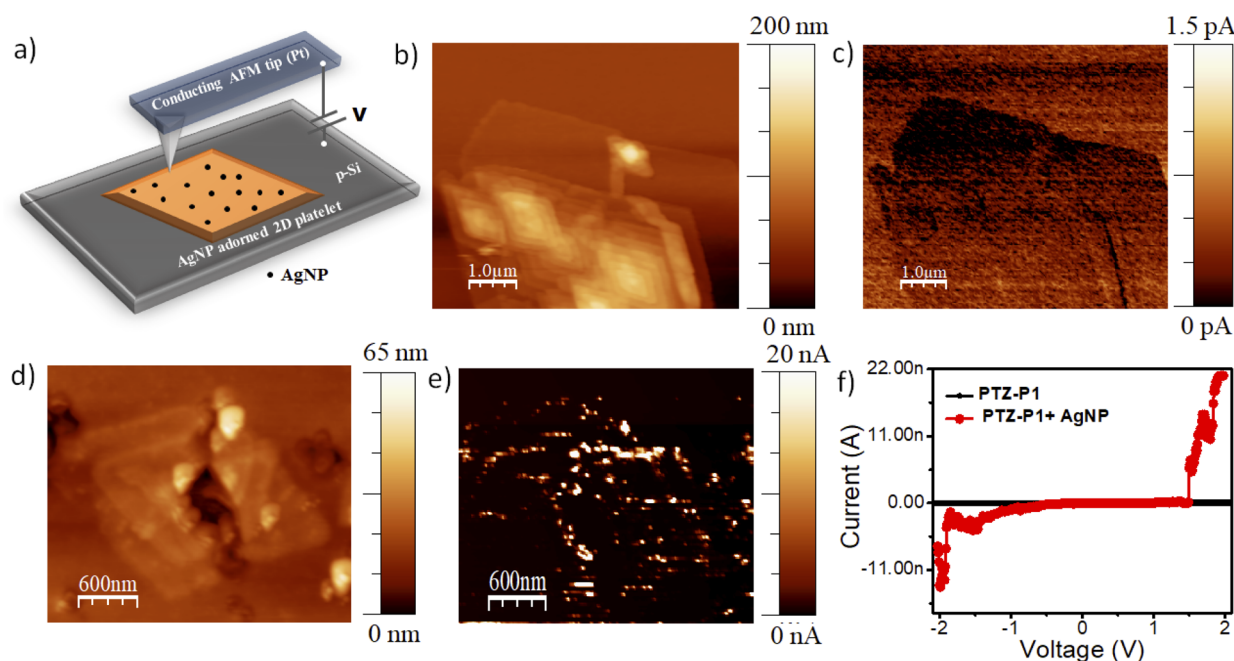 a)
Conducting AFM tip (Pt)
V
p-Si
AgNP adorned 2D platelet
AgNP
b)
200 nm
1.0µm
0 nm
c)
1.5 pA
1.0µm
0 pA
d)
65 nm
600nm
0 nm
e)
20 nA
600nm
0 nA
f)
22.00n
11.00n
0.00
-11.00n
Current (A)
PTZ-P1
PTZ-P1+ AgNP
-2 -1 0 1 2
Voltage (V)